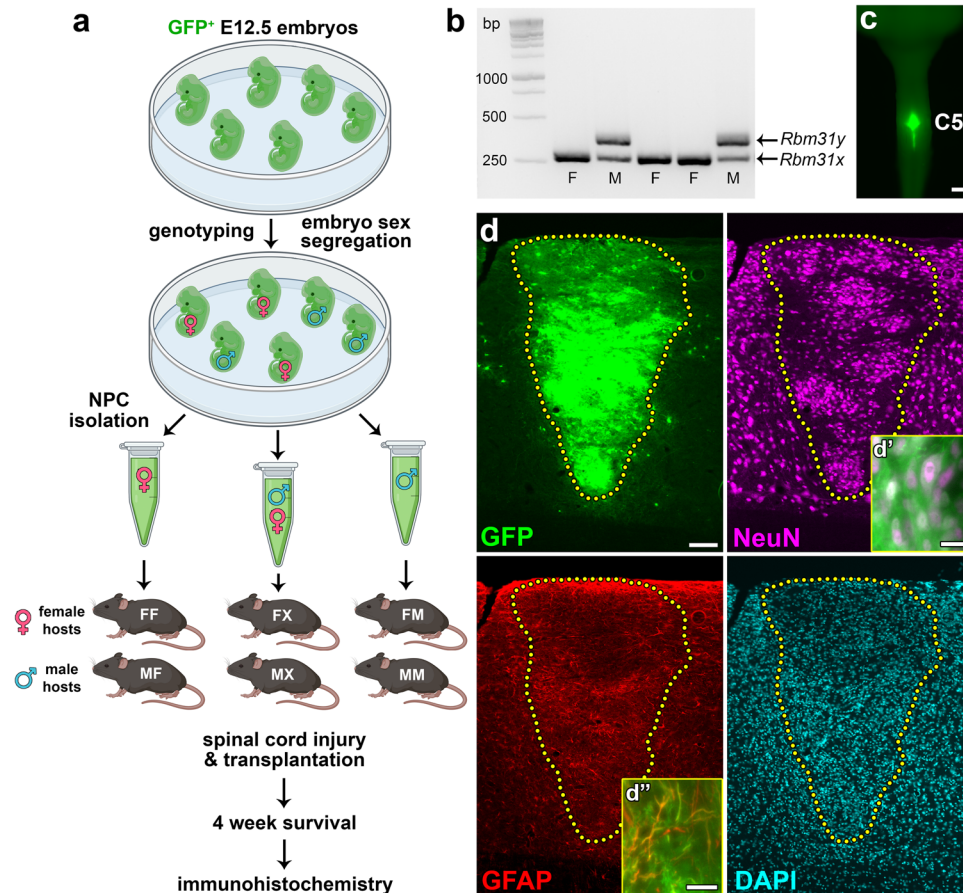 a
GFP+ E12.5 embryos
genotyping
embryo sex
segregation
NPC
isolation
female
hosts
FF
FX
FM
male
hosts
MF
MX
MM
spinal cord injury
& transplantation
4 week survival
immunohistochemistry
b
bp
1000
500
250
Rbm31y
Rbm31x
F
M
F
F
M
c
C5
d
GFP
NeuN
d'
GFAP
d"
DAPI